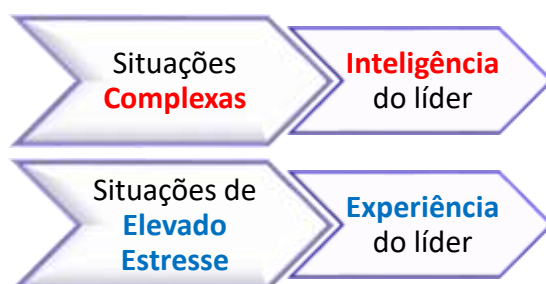 Situações
Complexas
Inteligência
do líder
Situações de
Elevado
Estresse
Experiência
do líder